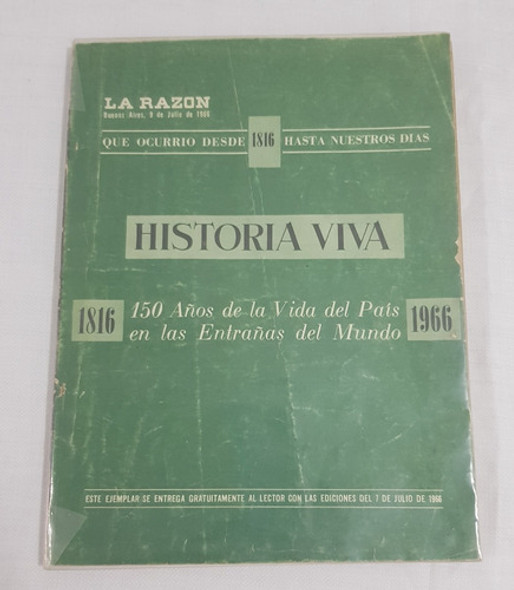 LA RAZON
Buenos Aires, 9 de Julio de 1966
QUE OCURRIO DESDE 1816 HASTA NUESTROS DIAS
HISTORIA VIVA
1816 150 Años de la Vida del País 1966
en las Entrañas del Mundo
ESTE EJEMPLAR SE ENTREGA GRATUITAMENTE AL LECTOR CON LAS EDICIONES DEL 7 DE JULIO DE 1966